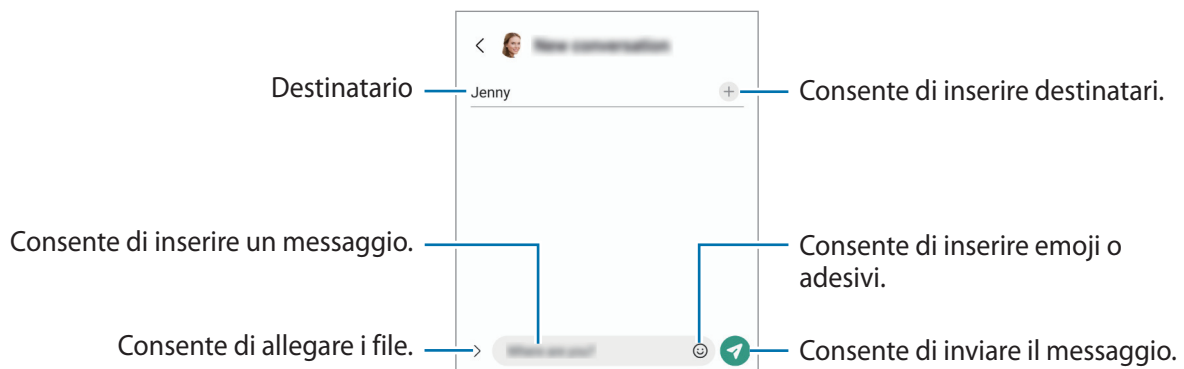 Destinatario
Jenny
Consente di inserire destinatari.
Consente di inserire un messaggio.
Consente di inserire emoji o
adesivi.
Consente di allegare i file.
Consente di inviare il messaggio.